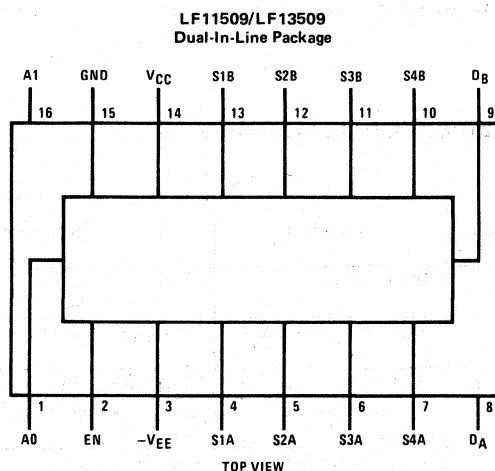 LF11509/LF13509
Dual-In-Line Package
A1 GND VCC S1B S2B S3B S4B DB
16 15 14 13 12 11 10 9
1 2 3 4 5 6 7 8
A0 EN –VEE S1A S2A S3A S4A DA
TOP VIEW